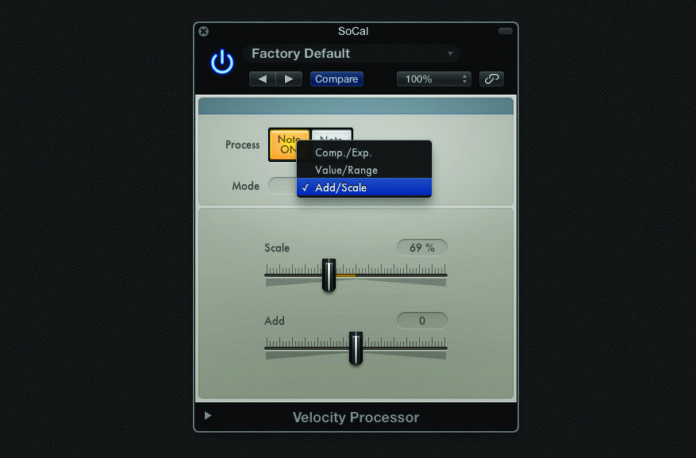 SoCal
Factory Default
Compare
100%
Process
Note
ON
Note
Comp./Exp.
Value/Range
Mode
✓ Add/Scale
Scale
69 %
Add
0
Velocity Processor